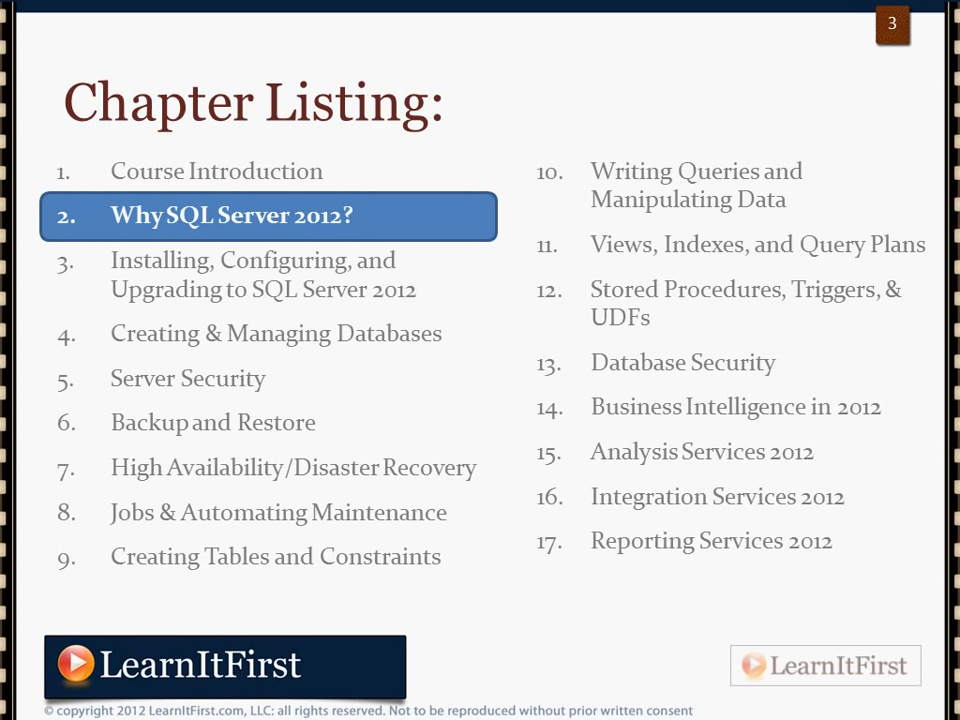 3
Chapter Listing:
1. Course Introduction
2. Why SQL Server 2012?
3. Installing, Configuring, and
Upgrading to SQL Server 2012
4. Creating & Managing Databases
5. Server Security
6. Backup and Restore
7. High Availability/Disaster Recovery
8. Jobs & Automating Maintenance
9. Creating Tables and Constraints
10. Writing Queries and
Manipulating Data
11. Views, Indexes, and Query Plans
12. Stored Procedures, Triggers, &
UDFs
13. Database Security
14. Business Intelligence in 2012
15. Analysis Services 2012
16. Integration Services 2012
17. Reporting Services 2012
LearnItFirst
LearnItFirst
© copyright 2012 LearnItFirst.com, LLC: all rights reserved. Not to be reproduced without prior written consent